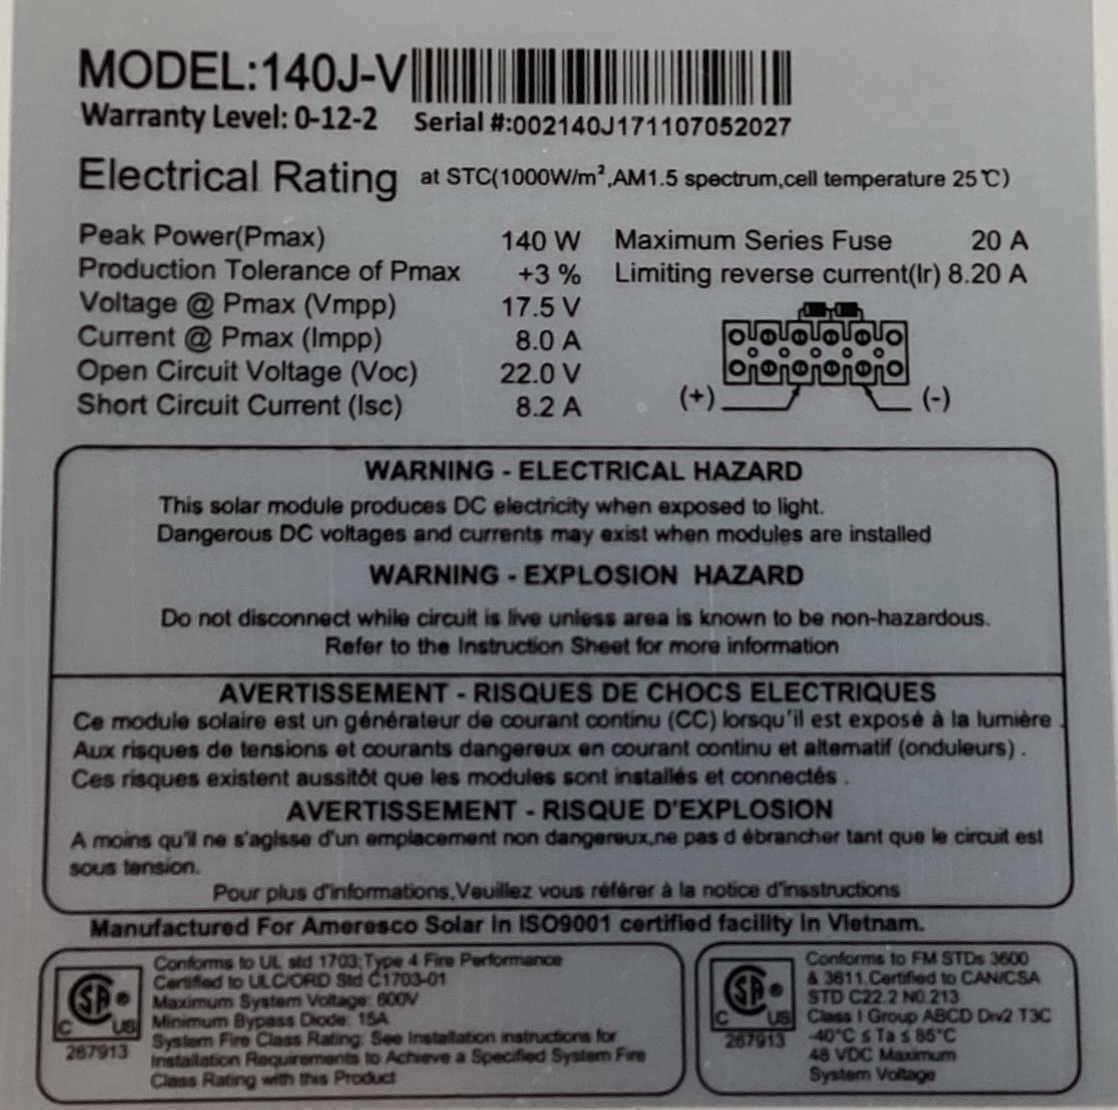 MODEL:140J-V
Warranty Level: 0-12-2 Serial #:002140J171107052027
Electrical Rating at STC(1000W/m²,AM1.5 spectrum,cell temperature 25℃)
Peak Power(Pmax) 140 W Maximum Series Fuse 20 A
Production Tolerance of Pmax +3 % Limiting reverse current(Ir) 8.20 A
Voltage @ Pmax (Vmpp) 17.5 V
Current @ Pmax (Impp) 8.0 A
Open Circuit Voltage (Voc) 22.0 V
Short Circuit Current (Isc) 8.2 A
(+) (-)
WARNING - ELECTRICAL HAZARD
This solar module produces DC electricity when exposed to light.
Dangerous DC voltages and currents may exist when modules are installed
WARNING - EXPLOSION HAZARD
Do not disconnect while circuit is live unless area is known to be non-hazardous.
Refer to the Instruction Sheet for more information
AVERTISSEMENT - RISQUES DE CHOCS ELECTRIQUES
Ce module solaire est un générateur de courant continu (CC) lorsqu'il est exposé à la lumière .
Aux risques de tensions et courants dangereux en courant continu et alternatif (onduleurs) .
Ces risques existent aussitôt que les modules sont installés et connectés .
AVERTISSEMENT - RISQUE D'EXPLOSION
A moins qu'il ne s'agisse d'un emplacement non dangereux,ne pas d ébrancher tant que le circuit est
sous tension.
Pour plus d'informations,Veuillez vous référer à la notice d'insstructions
Manufactured For Ameresco Solar in ISO9001 certified facility In Vietnam.
Conforms to UL std 1703;Type 4 Fire Performance
Certified to ULC/ORD Std C1703-01
Maximum System Voltage: 600V
Minimum Bypass Diode: 15A
System Fire Class Rating: See Installation instructions for
Installation Requirements to Achieve a Specified System Fire
Class Rating with this Product
SA ®
C US
267913
Conforms to FM STDs 3600
& 3611.Certified to CAN/CSA
STD C22.2 N0.213
Class I Group ABCD Div2 T3C
-40°C ≤ Ta ≤ 85°C
48 VDC Maximum
System Voltage
SA ®
C US
267913